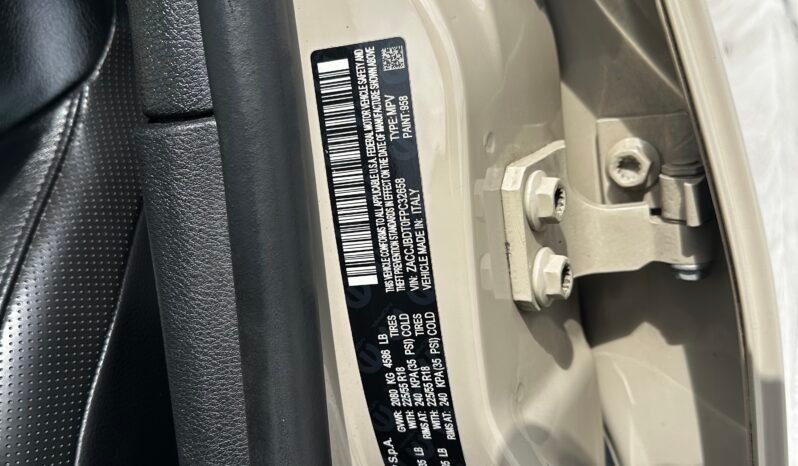 S.p.A.
GVWR: 2080 KG 4586 LB
WITH: 225/55 R18 TIRES
RIMS AT: 240 KPA(35 PSI) COLD
WITH: 225/55 R18 TIRES
RIMS AT: 240 KPA(35 PSI) COLD
LB
LB
THIS VEHICLE CONFORMS TO ALL APPLICABLE U.S.A. FEDERAL MOTOR VEHICLE SAFETY AND
THEFT PREVENTION STANDARDS IN EFFECT ON THE DATE OF MANUFACTURE SHOWN ABOVE
VIN: ZACCJBDT0FPC32658 TYPE: MPV
VEHICLE MADE IN: ITALY PAINT: 958